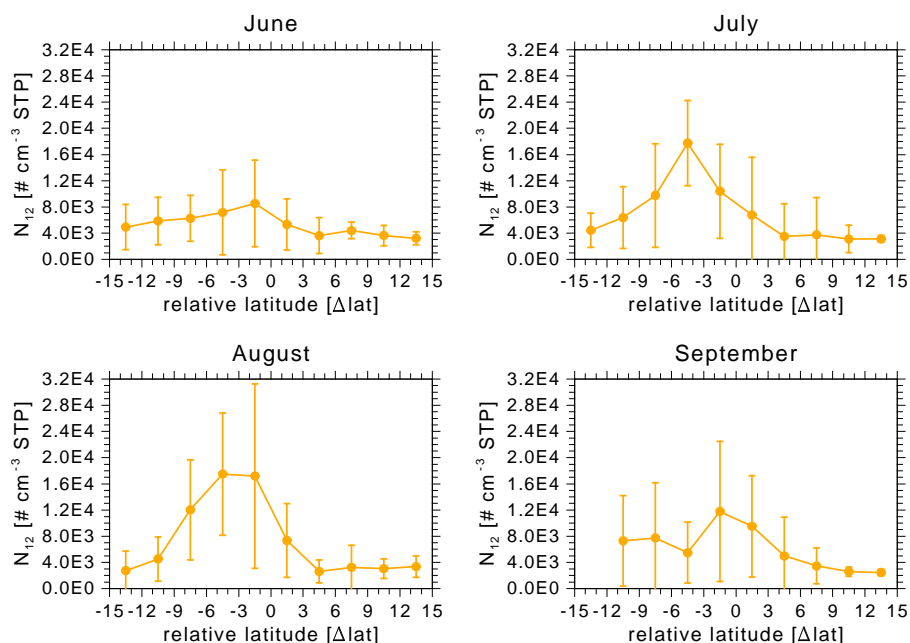 June
July
3.2E4
2.8E4
2.4E4
2.0E4
1.6E4
1.2E4
8.0E3
4.0E3
0.0E0
N₁₂ [# cm⁻³ STP]
-15 -12 -9 -6 -3 0 3 6 9 12 15
relative latitude [Δlat]
3.2E4
2.8E4
2.4E4
2.0E4
1.6E4
1.2E4
8.0E3
4.0E3
0.0E0
N₁₂ [# cm⁻³ STP]
-15 -12 -9 -6 -3 0 3 6 9 12 15
relative latitude [Δlat]
August
September
3.2E4
2.8E4
2.4E4
2.0E4
1.6E4
1.2E4
8.0E3
4.0E3
0.0E0
N₁₂ [# cm⁻³ STP]
-15 -12 -9 -6 -3 0 3 6 9 12 15
relative latitude [Δlat]
3.2E4
2.8E4
2.4E4
2.0E4
1.6E4
1.2E4
8.0E3
4.0E3
0.0E0
N₁₂ [# cm⁻³ STP]
-15 -12 -9 -6 -3 0 3 6 9 12 15
relative latitude [Δlat]